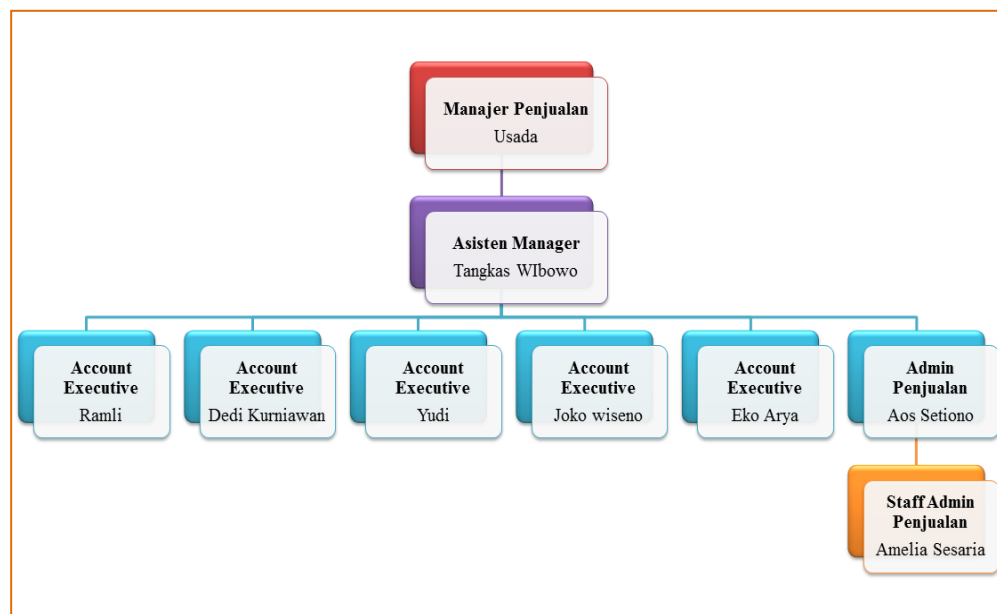 Manajer Penjualan
Usada
Asisten Manager
Tangkas WIbowo
Account
Executive
Ramli
Account
Executive
Dedi Kurniawan
Account
Executive
Yudi
Account
Executive
Joko wiseno
Account
Executive
Eko Arya
Admin
Penjualan
Aos Setiono
Staff Admin
Penjualan
Amelia Sesaria